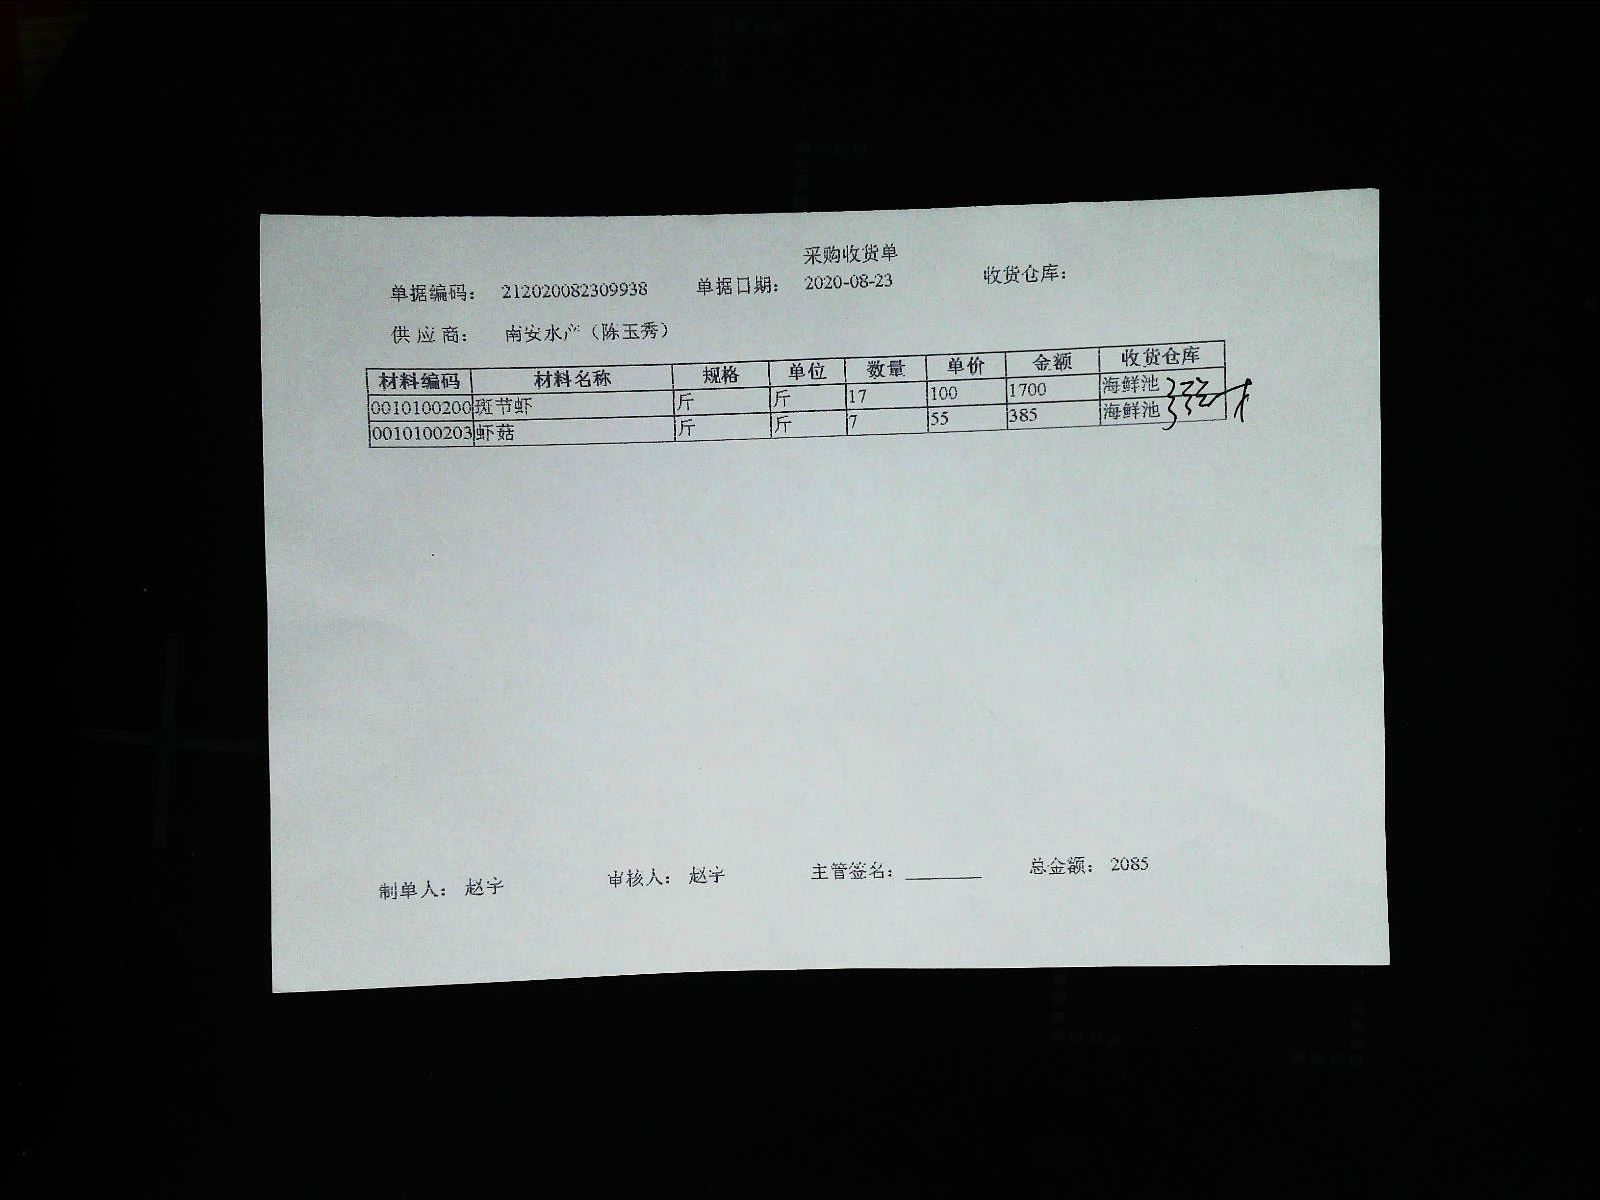 采购收货单
单据编码： 212020082309938 单据日期： 2020-08-23 收货仓库：
供 应 商： 南安水产（陈玉秀）
材料编码 材料名称 规格 单位 数量 单价 金额 收货仓库
0010100200 斑节虾 斤 斤 17 100 1700 海鲜池
0010100203 虾菇 斤 斤 7 55 385 海鲜池
制单人： 赵宇 审核人： 赵宇 主管签名：________ 总金额： 2085